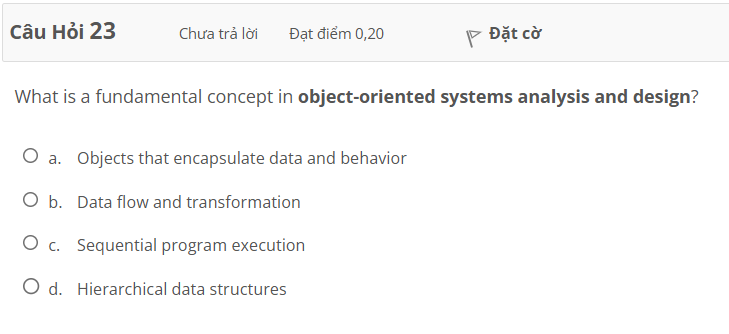 Câu Hỏi 23 Chưa trả lời Đạt điểm 0,20 Đặt cờ
What is a fundamental concept in object-oriented systems analysis and design?
a. Objects that encapsulate data and behavior
b. Data flow and transformation
c. Sequential program execution
d. Hierarchical data structures